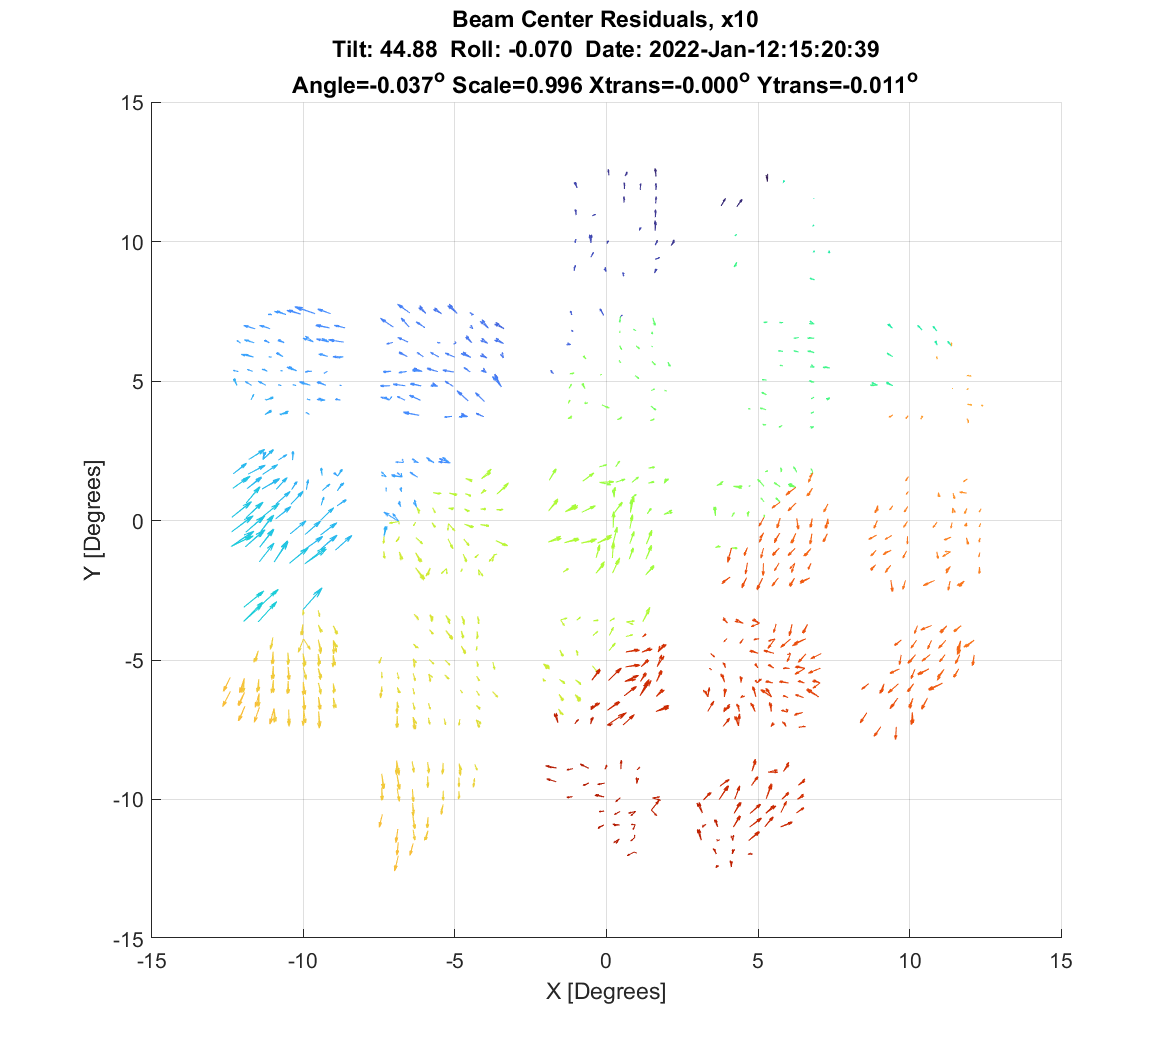 Beam Center Residuals, x10
Tilt: 44.88 Roll: -0.070 Date: 2022-Jan-12:15:20:39
Angle=-0.037° Scale=0.996 Xtrans=-0.000° Ytrans=-0.011°
15
10
5
0
-5
-10
-15
Y [Degrees]
-15 -10 -5 0 5 10 15
X [Degrees]